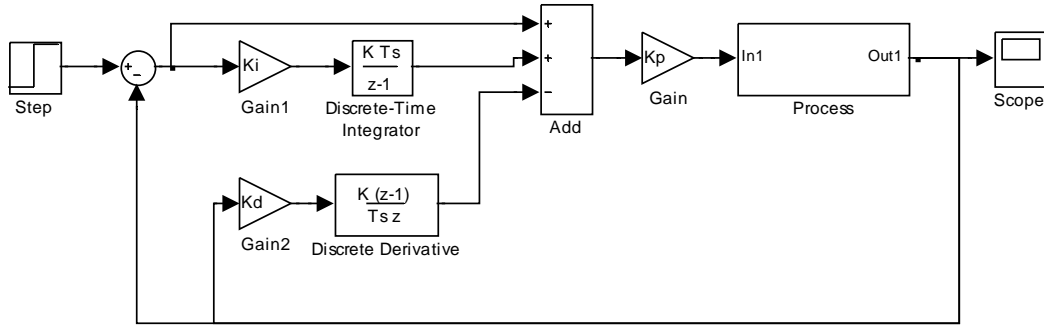 +
−
Step
Ki
Gain1
K Ts
z-1
Discrete-Time
Integrator
+
+
−
Add
Kp
Gain
In1
Out1
Process
Scope
Kd
Gain2
K (z-1)
Ts z
Discrete Derivative